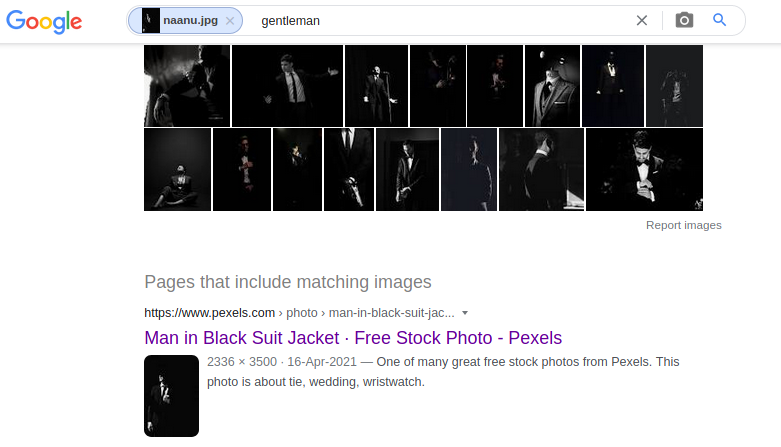 Google naanu.jpg gentleman
Report images
Pages that include matching images
https://www.pexels.com › photo › man-in-black-suit-jac...
Man in Black Suit Jacket · Free Stock Photo - Pexels
2336 × 3500 · 16-Apr-2021 — One of many great free stock photos from Pexels. This
photo is about tie, wedding, wristwatch.